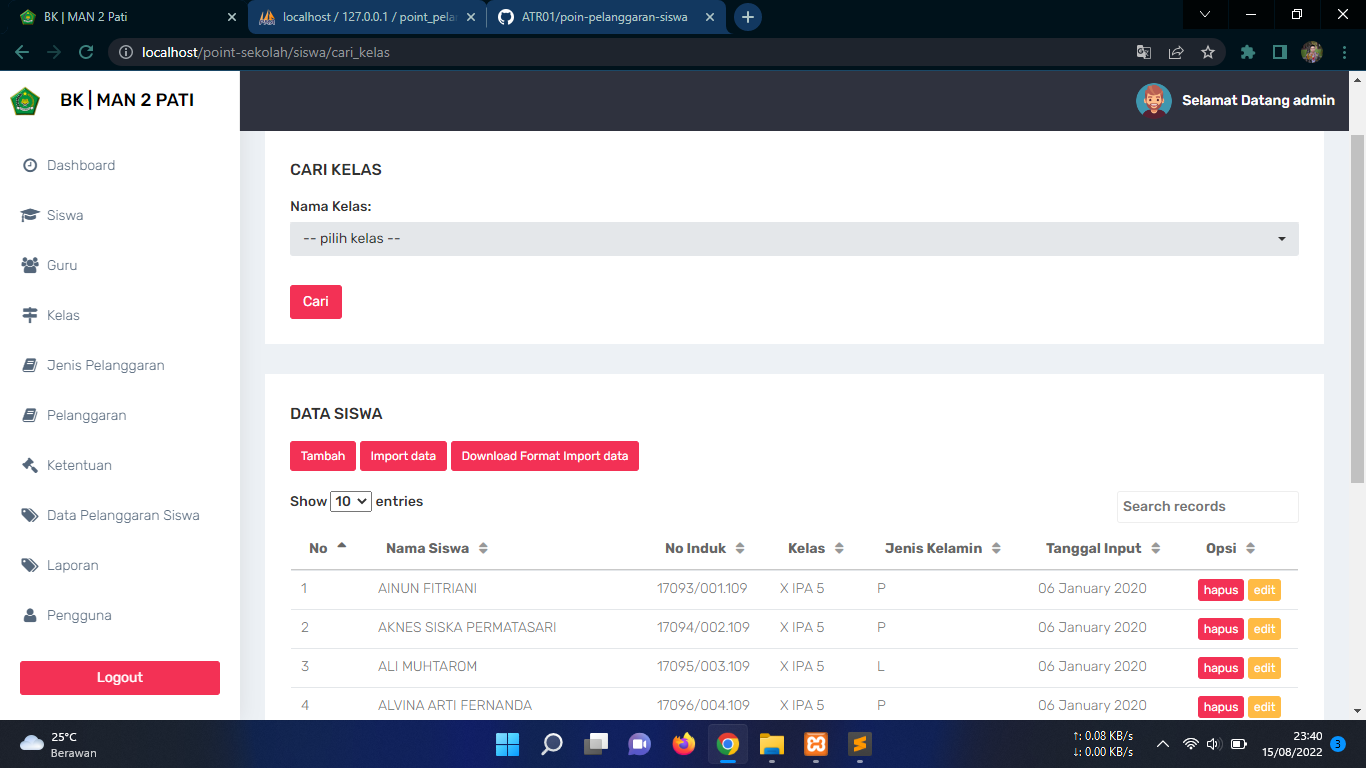 BK | MAN 2 Pati
localhost / 127.0.0.1 / point_pela
ATR01/poin-pelanggaran-siswa
localhost/point-sekolah/siswa/cari_kelas
BK | MAN 2 PATI
Selamat Datang admin
Dashboard
Siswa
Guru
Kelas
Jenis Pelanggaran
Pelanggaran
Ketentuan
Data Pelanggaran Siswa
Laporan
Pengguna
Logout
CARI KELAS
Nama Kelas:
-- pilih kelas --
Cari
DATA SISWA
Tambah Import data Download Format Import data
Show 10 entries
Search records
No Nama Siswa No Induk Kelas Jenis Kelamin Tanggal Input Opsi
1 AINUN FITRIANI 17093/001.109 X IPA 5 P 06 January 2020 hapus edit
2 AKNES SISKA PERMATASARI 17094/002.109 X IPA 5 P 06 January 2020 hapus edit
3 ALI MUHTAROM 17095/003.109 X IPA 5 L 06 January 2020 hapus edit
4 ALVINA ARTI FERNANDA 17096/004.109 X IPA 5 P 06 January 2020 hapus edit
25°C
Berawan
↑: 0.08 KB/s
↓: 0.00 KB/s
23:40
15/08/2022
3